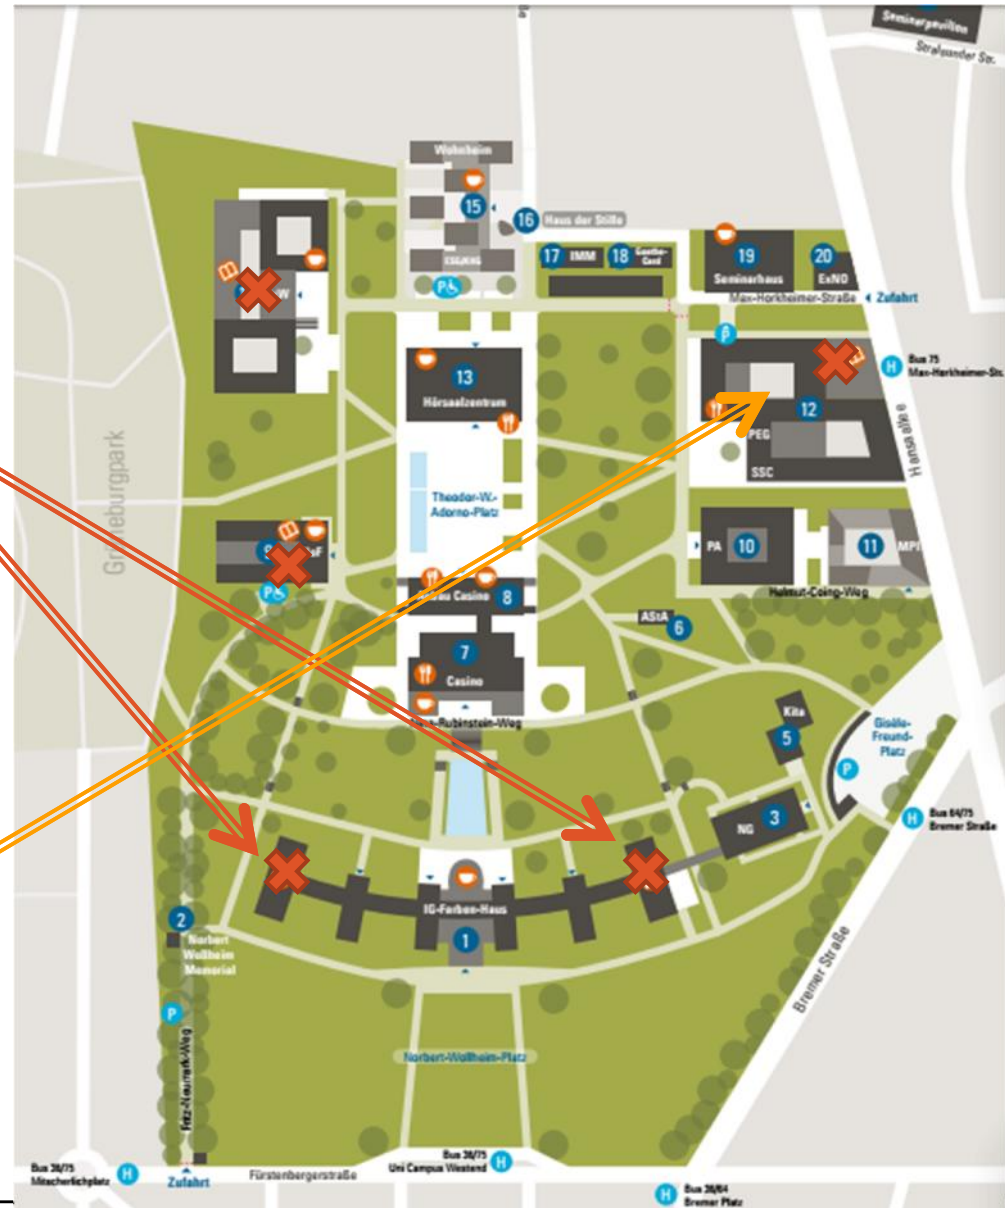 Seminarpavillon
Stralsunder Str.
Wohnheim
15
16
Haus der Stille
ESG/KHG
P
17
IMM
18
Goethe-
Card
19
Seminarhaus
20
ExNO
Max-Horkheimer-Straße
Zufahrt
W
P
H
Bus 75
Max-Horkheimer-Str.
13
Hörsaalzentrum
12
PEG
SSC
Hansaallee
Grüneburgpark
Theodor-W.-
Adorno-Platz
PA
10
11
MPI
Helmut-Coing-Weg
P
Casino
8
AStA
6
7
Casino
Kita
5
Gisèle-
Freund-
Platz
P
H
Bus 64/75
Bremer Straße
NG
3
IG-Farben-Haus
1
2
Norbert
Wollheim
Memorial
P
Fritz-Neumark-Weg
Bremer Straße
Norbert-Wollheim-Platz
Bus 36/75
Mitscherlichplatz
H
Zufahrt
Fürstenbergerstraße
Bus 36/75
Uni Campus Westend
H
H
Bus 36/64
Bremer Platz